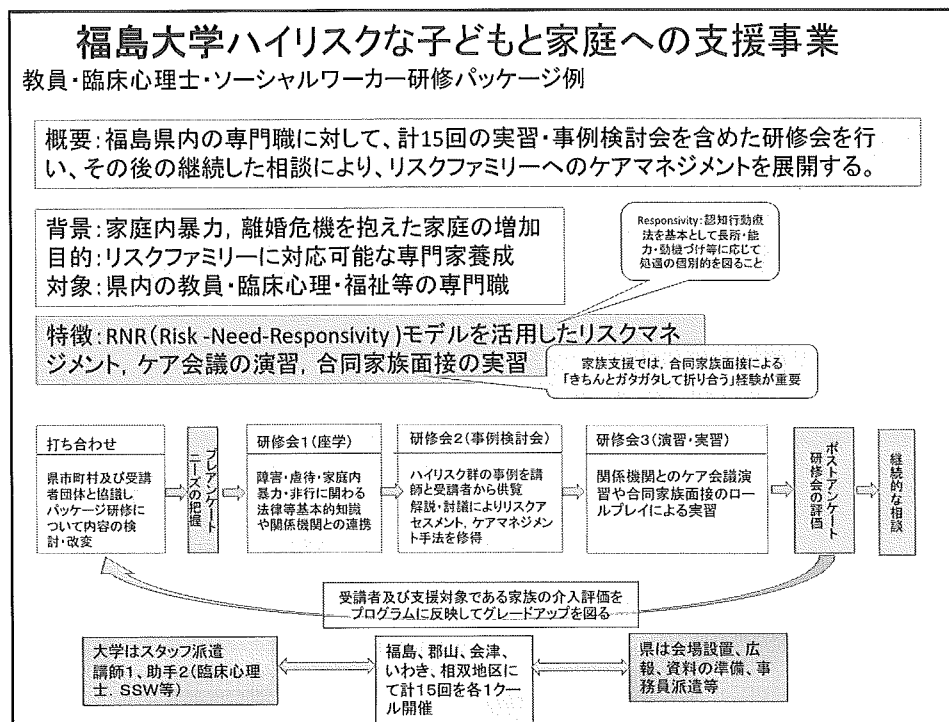 福島大学ハイリスクな子どもと家庭への支援事業
教員・臨床心理士・ソーシャルワーカー研修パッケージ例
概要：福島県内の専門職に対して、計15回の実習・事例検討会を含めた研修会を行
い、その後の継続した相談により、リスクファミリーへのケアマネジメントを展開する。
背景：家庭内暴力，離婚危機を抱えた家庭の増加
目的：リスクファミリーに対応可能な専門家養成
対象：県内の教員・臨床心理・福祉等の専門職
Responsivity：認知行動療
法を基本として長所・能
力・動機づけ等に応じて
処遇の個別的を図ること
特徴：RNR（Risk -Need-Responsivity ）モデルを活用したリスクマネ
ジメント，ケア会議の演習，合同家族面接の実習
家族支援では，合同家族面接による
「きちんとガタガタして折り合う」経験が重要
打ち合わせ
県市町村及び受講
者団体と協議し
パッケージ研修に
ついて内容の検
討・改変
プレアンケート
ニーズの把握
研修会1（座学）
障害・虐待・家庭内
暴力・非行に関わる
法律等基本的知識
や関係機関との連携
研修会2（事例検討会）
ハイリスク群の事例を講
師と受講者から供覧
解説・討議によりリスクア
セスメント，ケアマネジメン
ト手法を修得
研修会3（演習・実習）
関係機関とのケア会議演
習や合同家族面接のロー
ルプレイによる実習
ポストアンケート
研修会の評価
継続的な相談
受講者及び支援対象である家族の介入評価を
プログラムに反映してグレードアップを図る
大学はスタッフ派遣
講師1、助手2（臨床心理
士、SSW等）
福島、郡山、会津、
いわき、相双地区に
て計15回を各1クー
ル開催
県は会場設置、広
報、資料の準備、事
務員派遣等